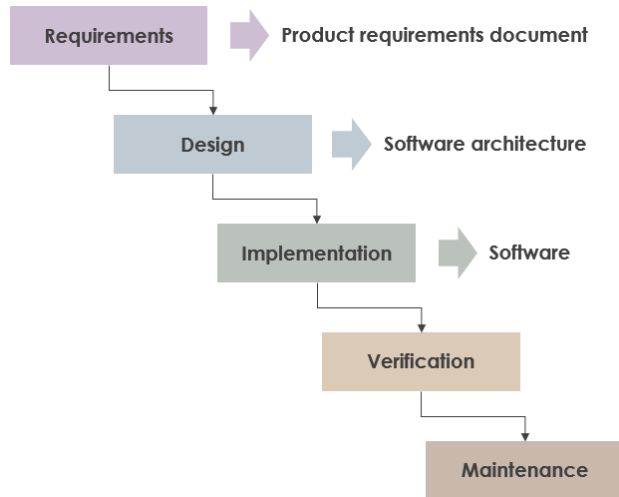 Requirements
Product requirements document
Design
Software architecture
Implementation
Software
Verification
Maintenance